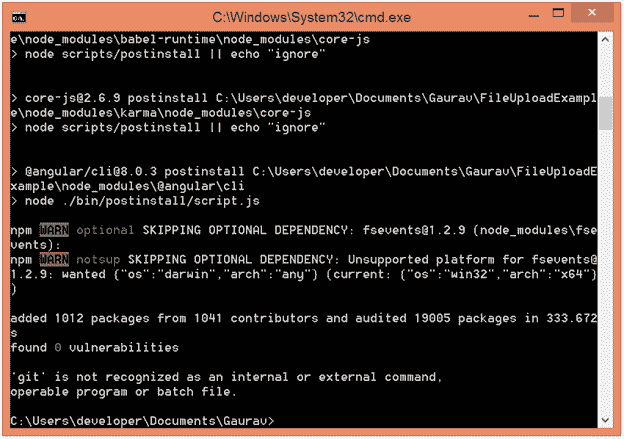 C:\Windows\System32\cmd.exe
e\node_modules\babel-runtime\node_modules\core-js
> node scripts/postinstall || echo "ignore"
> core-js@2.6.9 postinstall C:\Users\developer\Documents\Gaurav\FileUploadExampl
e\node_modules\karma\node_modules\core-js
> node scripts/postinstall || echo "ignore"
> @angular/cli@8.0.3 postinstall C:\Users\developer\Documents\Gaurav\FileUploadE
xample\node_modules\@angular\cli
> node ./bin/postinstall/script.js
npm WARN optional SKIPPING OPTIONAL DEPENDENCY: fsevents@1.2.9 (node_modules\fse
vents):
npm WARN notsup SKIPPING OPTIONAL DEPENDENCY: Unsupported platform for fsevents@
1.2.9: wanted {"os":"darwin","arch":"any"} (current: {"os":"win32","arch":"x64"}
)
added 1012 packages from 1041 contributors and audited 19005 packages in 333.672
s
found 0 vulnerabilities
'git' is not recognized as an internal or external command,
operable program or batch file.
C:\Users\developer\Documents\Gaurav>